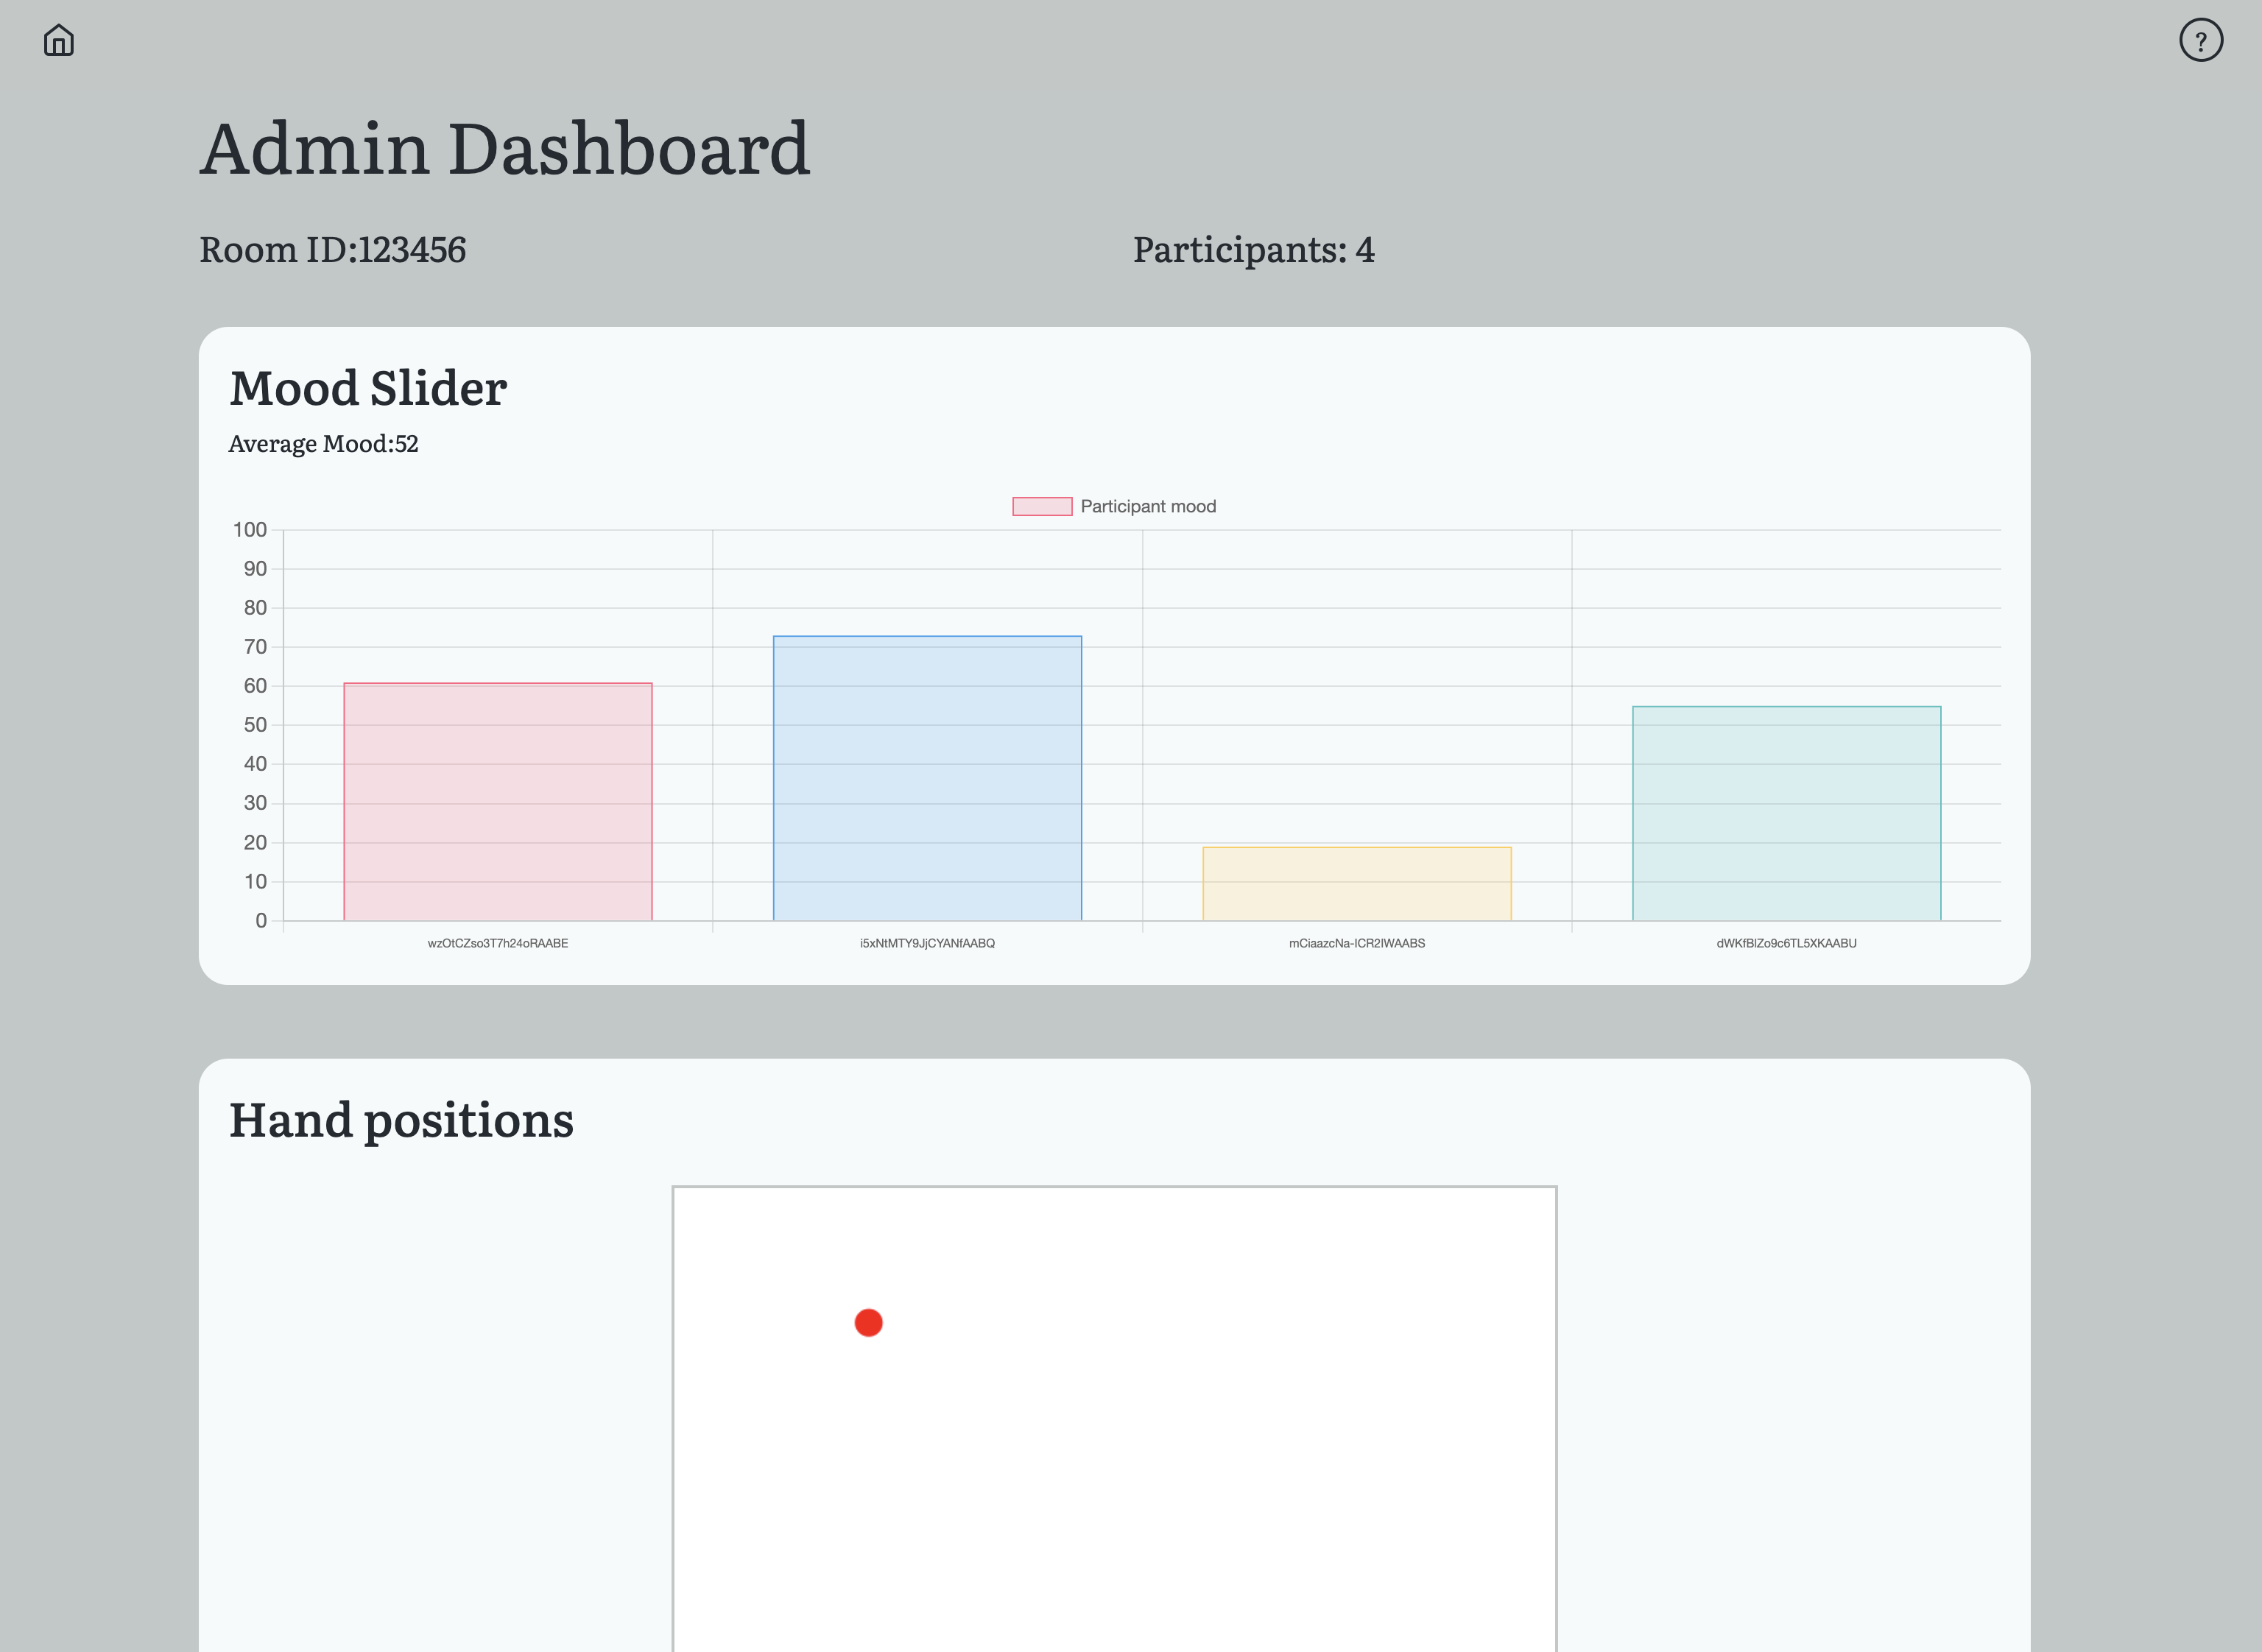 ?
Admin Dashboard
Room ID:123456
Participants: 4
Mood Slider
Average Mood:52
Participant mood
100
90
80
70
60
50
40
30
20
10
0
wzOtCZso3T7h24oRAABE
i5xNtMTY9JjCYANfAABQ
mCiaazcNa-ICR2IWAABS
dWKfBlZo9c6TL5XKAABU
Hand positions